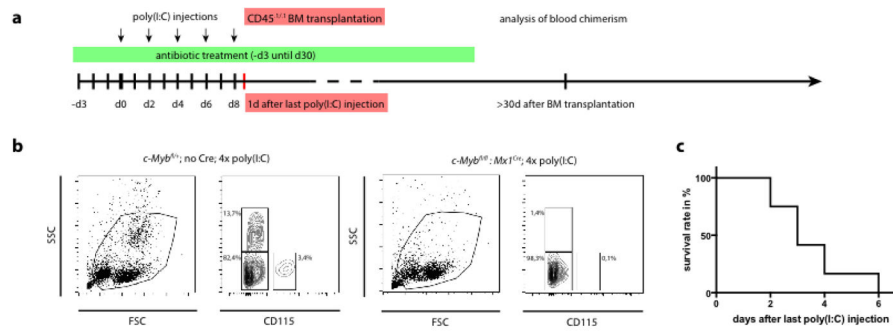 a
poly(I:C) injections
CD45.1/.1 BM transplantation
analysis of blood chimerism
antibiotic treatment (-d3 until d30)
-d3 d0 d2 d4 d6 d8
1d after last poly(I:C) injection
>30d after BM transplantation
b
c-Myb fl/+; no Cre; 4x poly(I:C)
c-Myb fl/fl: Mx1 Cre; 4x poly(I:C)
SSC
13,7%
82,4%
3,4%
FSC
CD115
SSC
1,4%
98,3%
0,1%
FSC
CD115
c
survival rate in %
100
50
0
0 2 4 6
days after last poly(I:C) injection